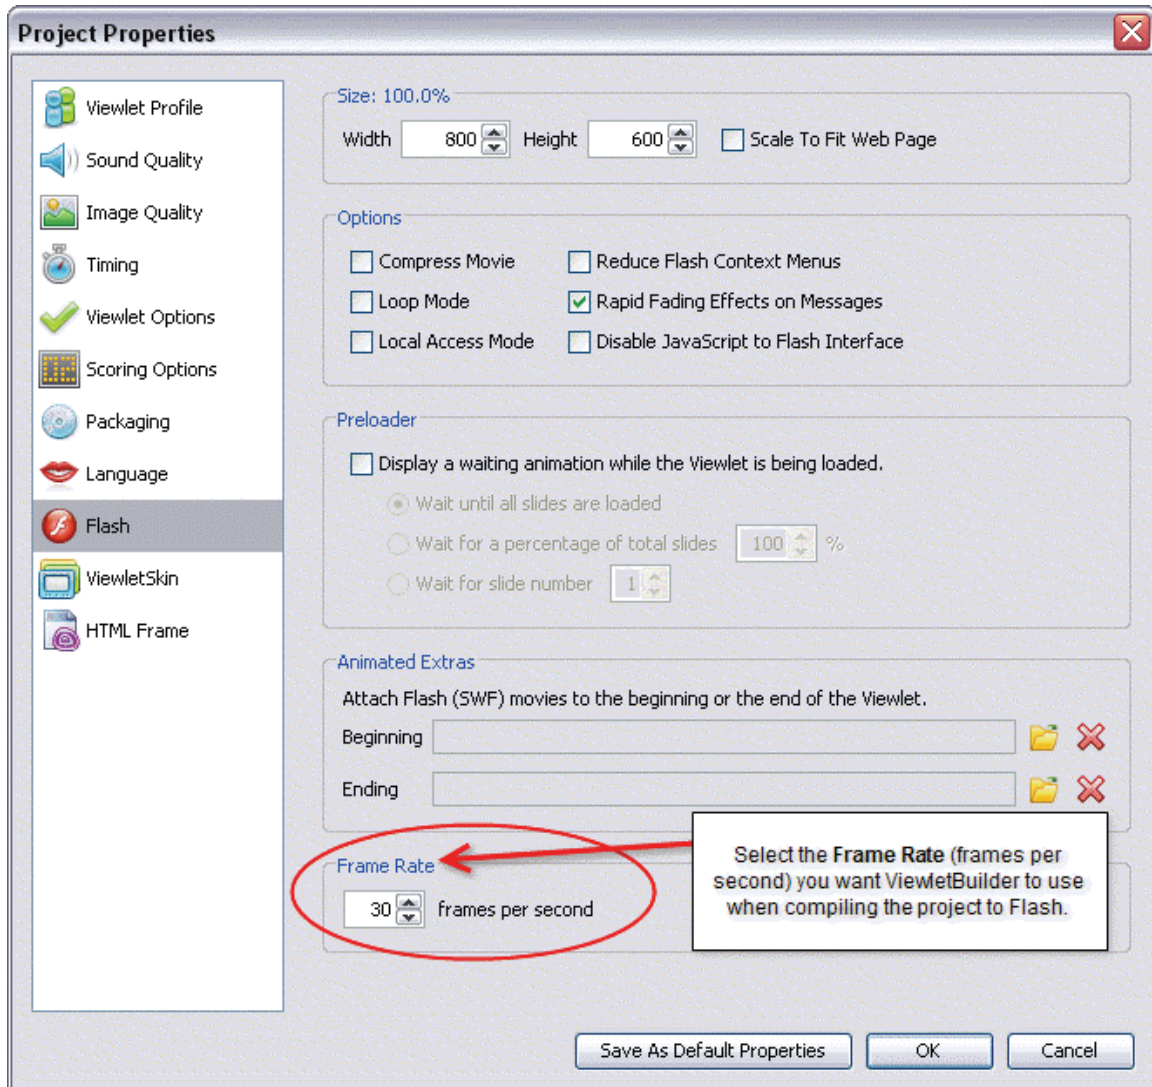 Project Properties
Viewlet Profile
Sound Quality
Image Quality
Timing
Viewlet Options
Scoring Options
Packaging
Language
Flash
ViewletSkin
HTML Frame
Size: 100.0%
Width 800 Height 600 Scale To Fit Web Page
Options
Compress Movie Reduce Flash Context Menus
Loop Mode Rapid Fading Effects on Messages
Local Access Mode Disable JavaScript to Flash Interface
Preloader
Display a waiting animation while the Viewlet is being loaded.
Wait until all slides are loaded
Wait for a percentage of total slides 100 %
Wait for slide number 1
Animated Extras
Attach Flash (SWF) movies to the beginning or the end of the Viewlet.
Beginning
Ending
Frame Rate
30 frames per second
Select the Frame Rate (frames per
second) you want ViewletBuilder to use
when compiling the project to Flash.
Save As Default Properties OK Cancel